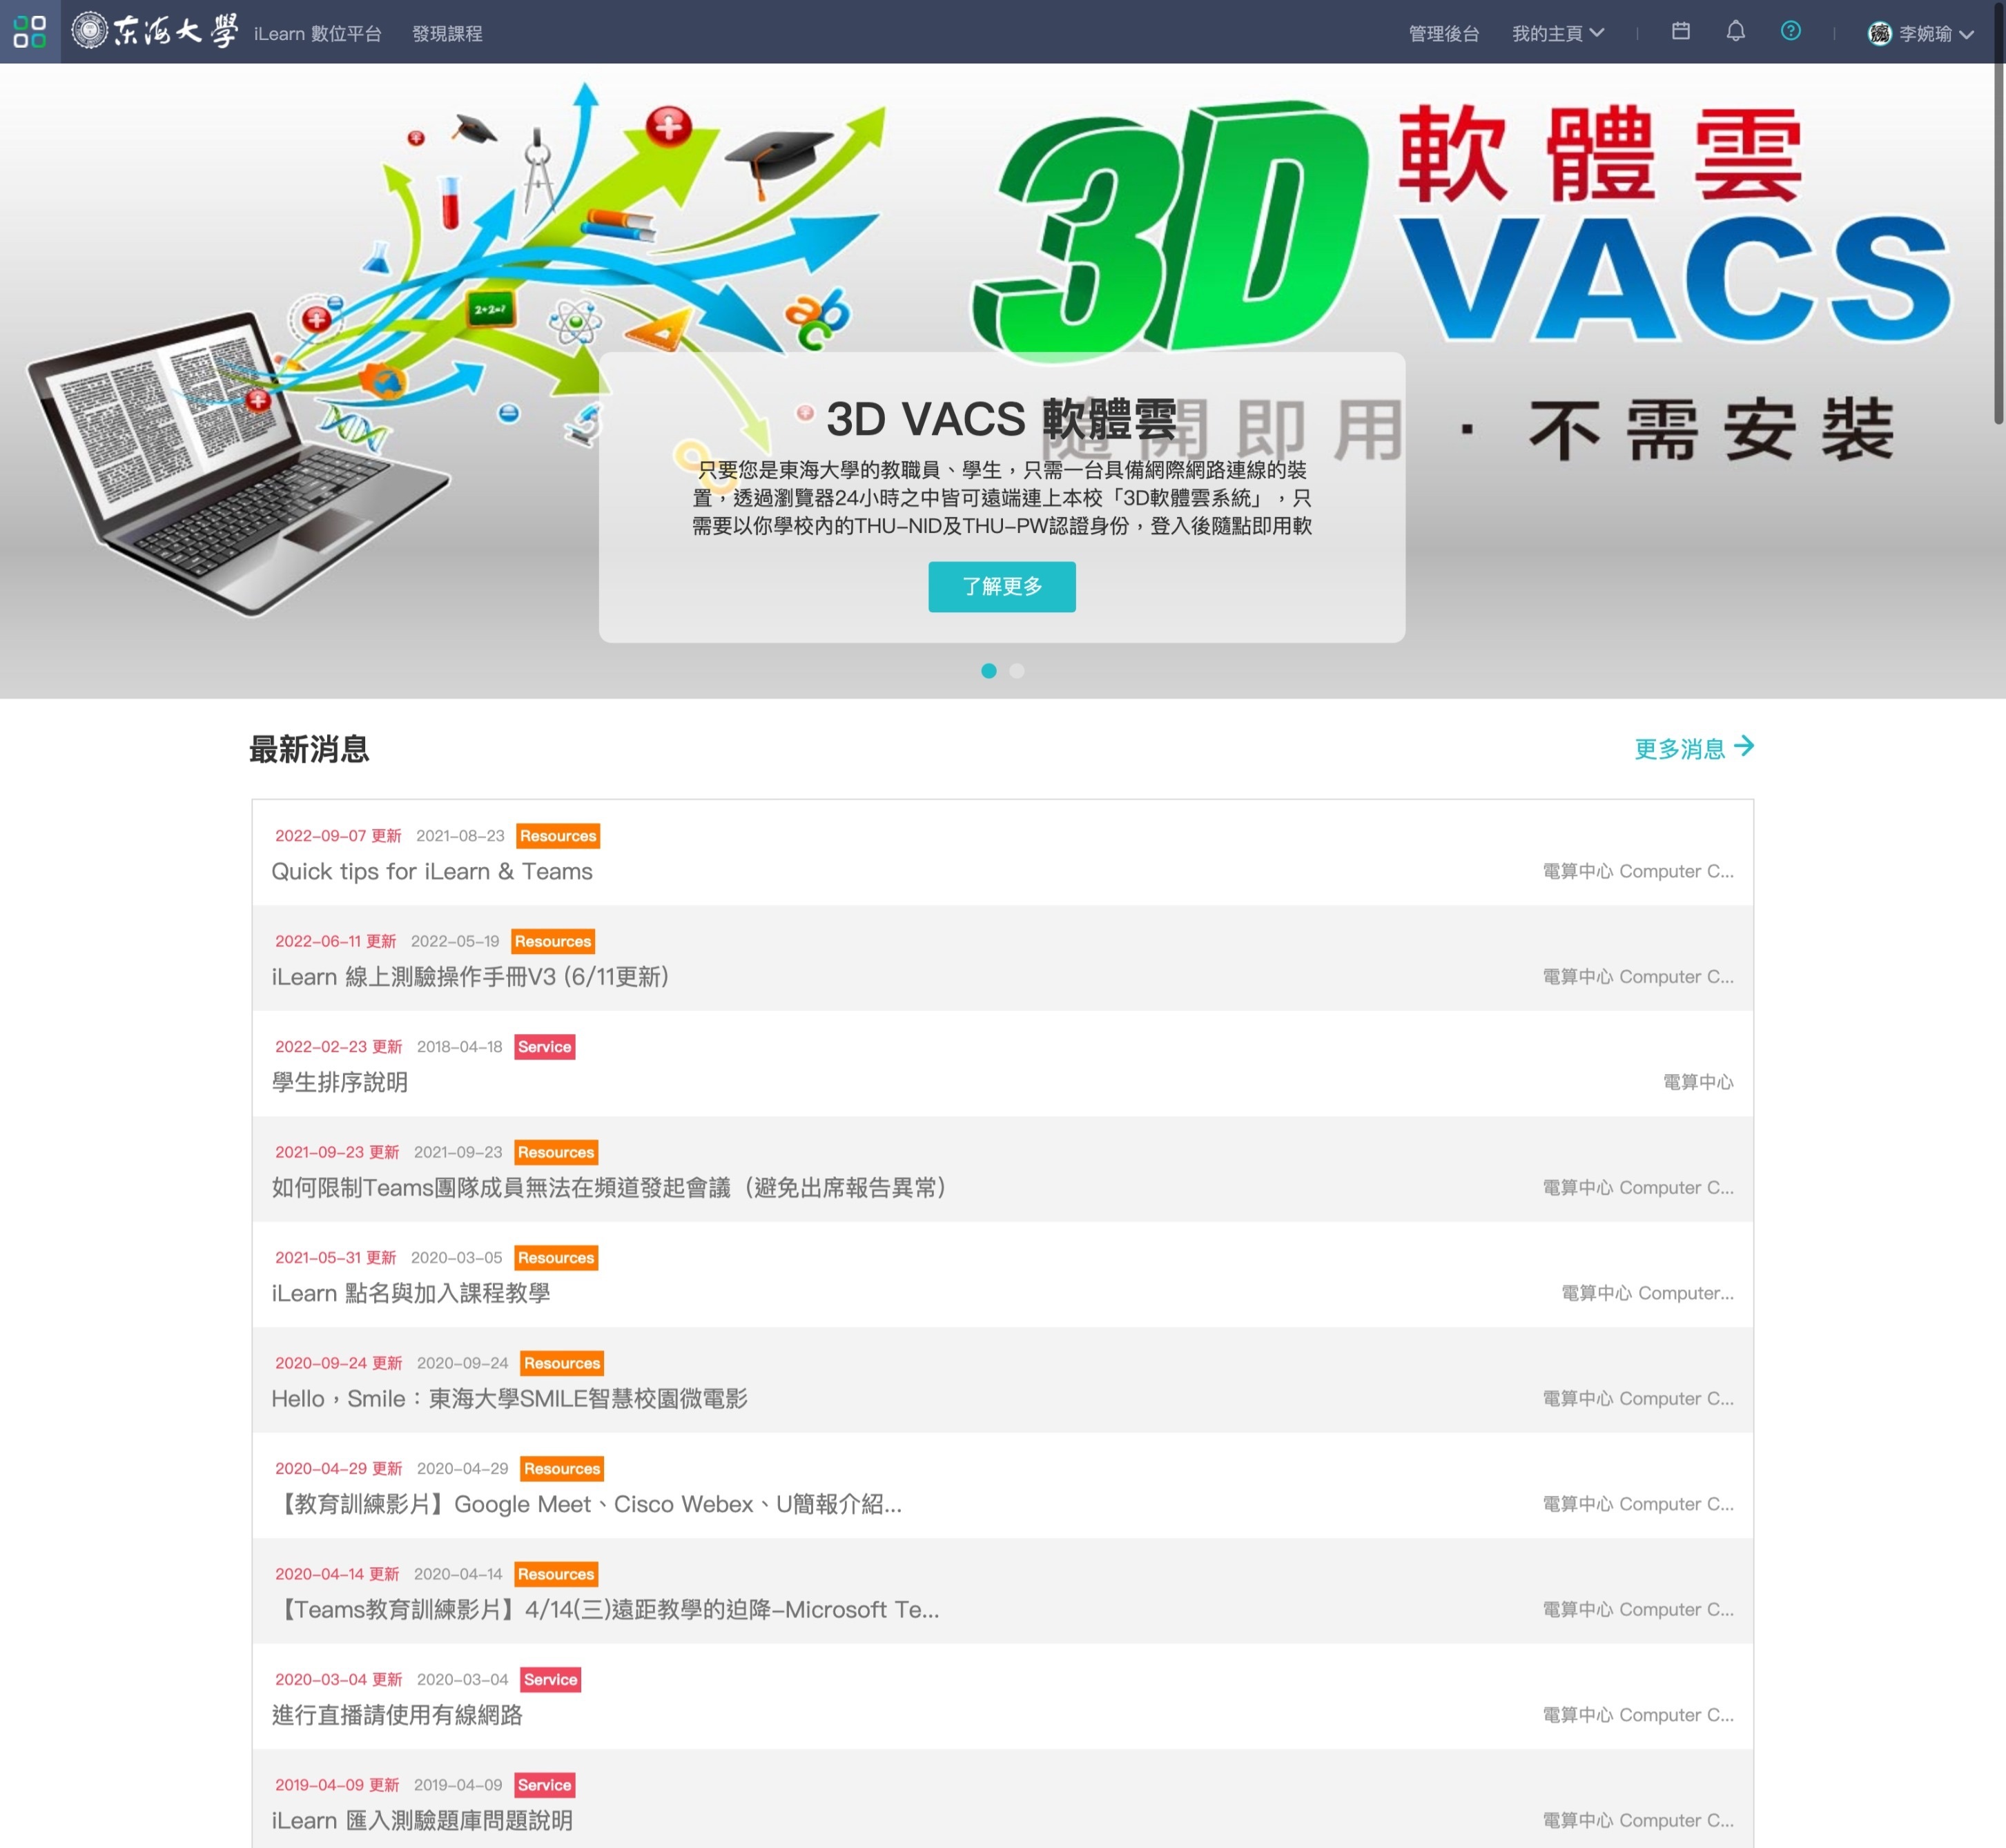 东海大學 iLearn 數位平台 發現課程 管理後台 我的主頁 李婉瑜
3D 軟體雲
VACS
2+2=?
abc
隨開即用．不需安裝
3D VACS 軟體雲
只要您是東海大學的教職員、學生，只需一台具備網際網路連線的裝
置，透過瀏覽器24小時之中皆可遠端連上本校「3D軟體雲系統」，只
需要以你學校內的THU-NID及THU-PW認證身份，登入後隨點即用軟
了解更多
最新消息 更多消息
2022-09-07 更新 2021-08-23 Resources
Quick tips for iLearn & Teams 電算中心 Computer C...
2022-06-11 更新 2022-05-19 Resources
iLearn 線上測驗操作手冊V3 (6/11更新) 電算中心 Computer C...
2022-02-23 更新 2018-04-18 Service
學生排序說明 電算中心
2021-09-23 更新 2021-09-23 Resources
如何限制Teams團隊成員無法在頻道發起會議（避免出席報告異常） 電算中心 Computer C...
2021-05-31 更新 2020-03-05 Resources
iLearn 點名與加入課程教學 電算中心 Computer...
2020-09-24 更新 2020-09-24 Resources
Hello，Smile：東海大學SMILE智慧校園微電影 電算中心 Computer C...
2020-04-29 更新 2020-04-29 Resources
【教育訓練影片】Google Meet、Cisco Webex、U簡報介紹... 電算中心 Computer C...
2020-04-14 更新 2020-04-14 Resources
【Teams教育訓練影片】4/14(三)遠距教學的迫降-Microsoft Te... 電算中心 Computer C...
2020-03-04 更新 2020-03-04 Service
進行直播請使用有線網路 電算中心 Computer C...
2019-04-09 更新 2019-04-09 Service
iLearn 匯入測驗題庫問題說明 電算中心 Computer C...